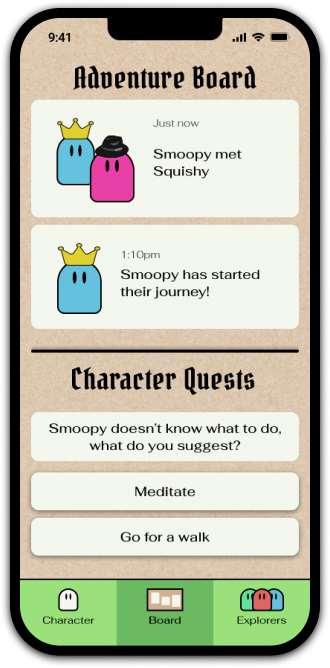 9:41
Adventure Board
Just now
Smoopy met
Squishy
1:10pm
Smoopy has started
their journey!
Character Quests
Smoopy doesn't know what to do,
what do you suggest?
Meditate
Go for a walk
Character
Board
Explorers